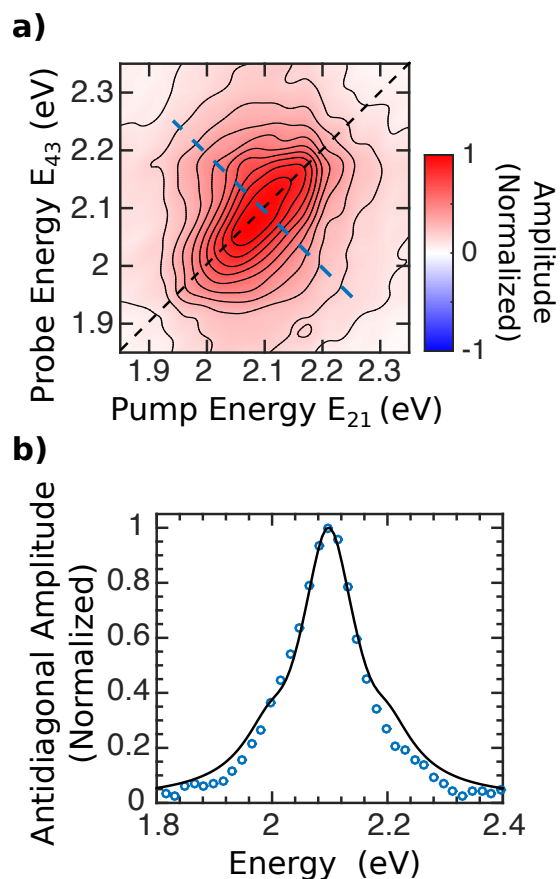 a)
Probe Energy E43 (eV)
2.3
2.2
2.1
2
1.9
1.9 2 2.1 2.2 2.3
Pump Energy E21 (eV)
1
0
-1
Amplitude
(Normalized)
b)
Antidiagonal Amplitude
(Normalized)
1
0.8
0.6
0.4
0.2
0
1.8 2 2.2 2.4
Energy (eV)